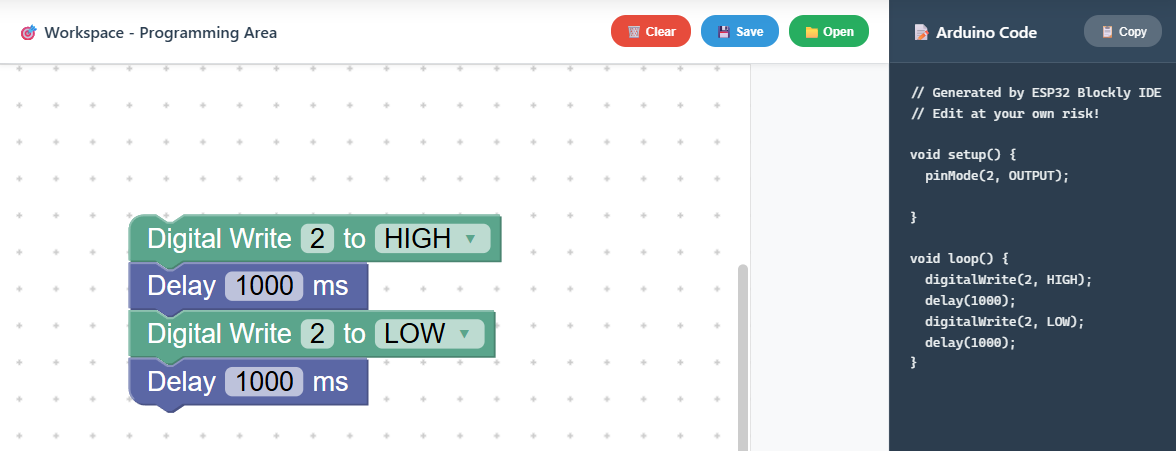 Workspace - Programming Area
Clear
Save
Open
Digital Write 2 to HIGH
Delay 1000 ms
Digital Write 2 to LOW
Delay 1000 ms
Arduino Code
Copy
// Generated by ESP32 Blockly IDE
// Edit at your own risk!
void setup() {
  pinMode(2, OUTPUT);
}
void loop() {
  digitalWrite(2, HIGH);
  delay(1000);
  digitalWrite(2, LOW);
  delay(1000);
}